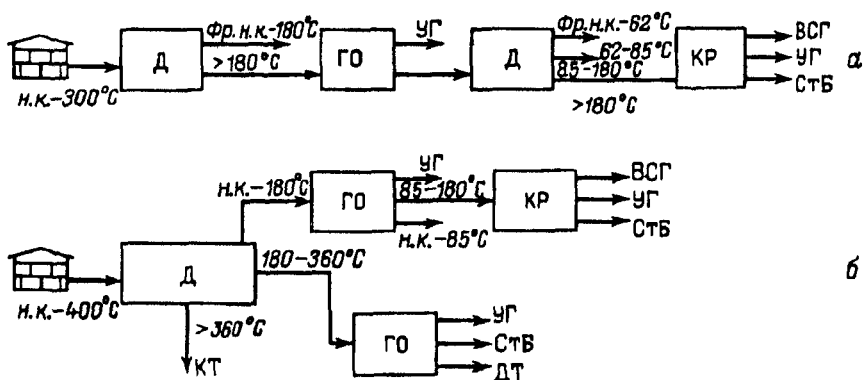 Д
Фр.н.к.-180°С
>180°С
н.к.-300°С
ГО
УГ
Д
Фр.н.к.-62°С
62-85°С
85-180°С
>180°С
КР
ВСГ
УГ
СтБ
а
н.к.-180°С
ГО
УГ
85-180°С
н.к.-85°С
КР
ВСГ
УГ
СтБ
Д
180-360°С
н.к.-400°С
>360°С
КТ
ГО
УГ
СтБ
ДТ
б